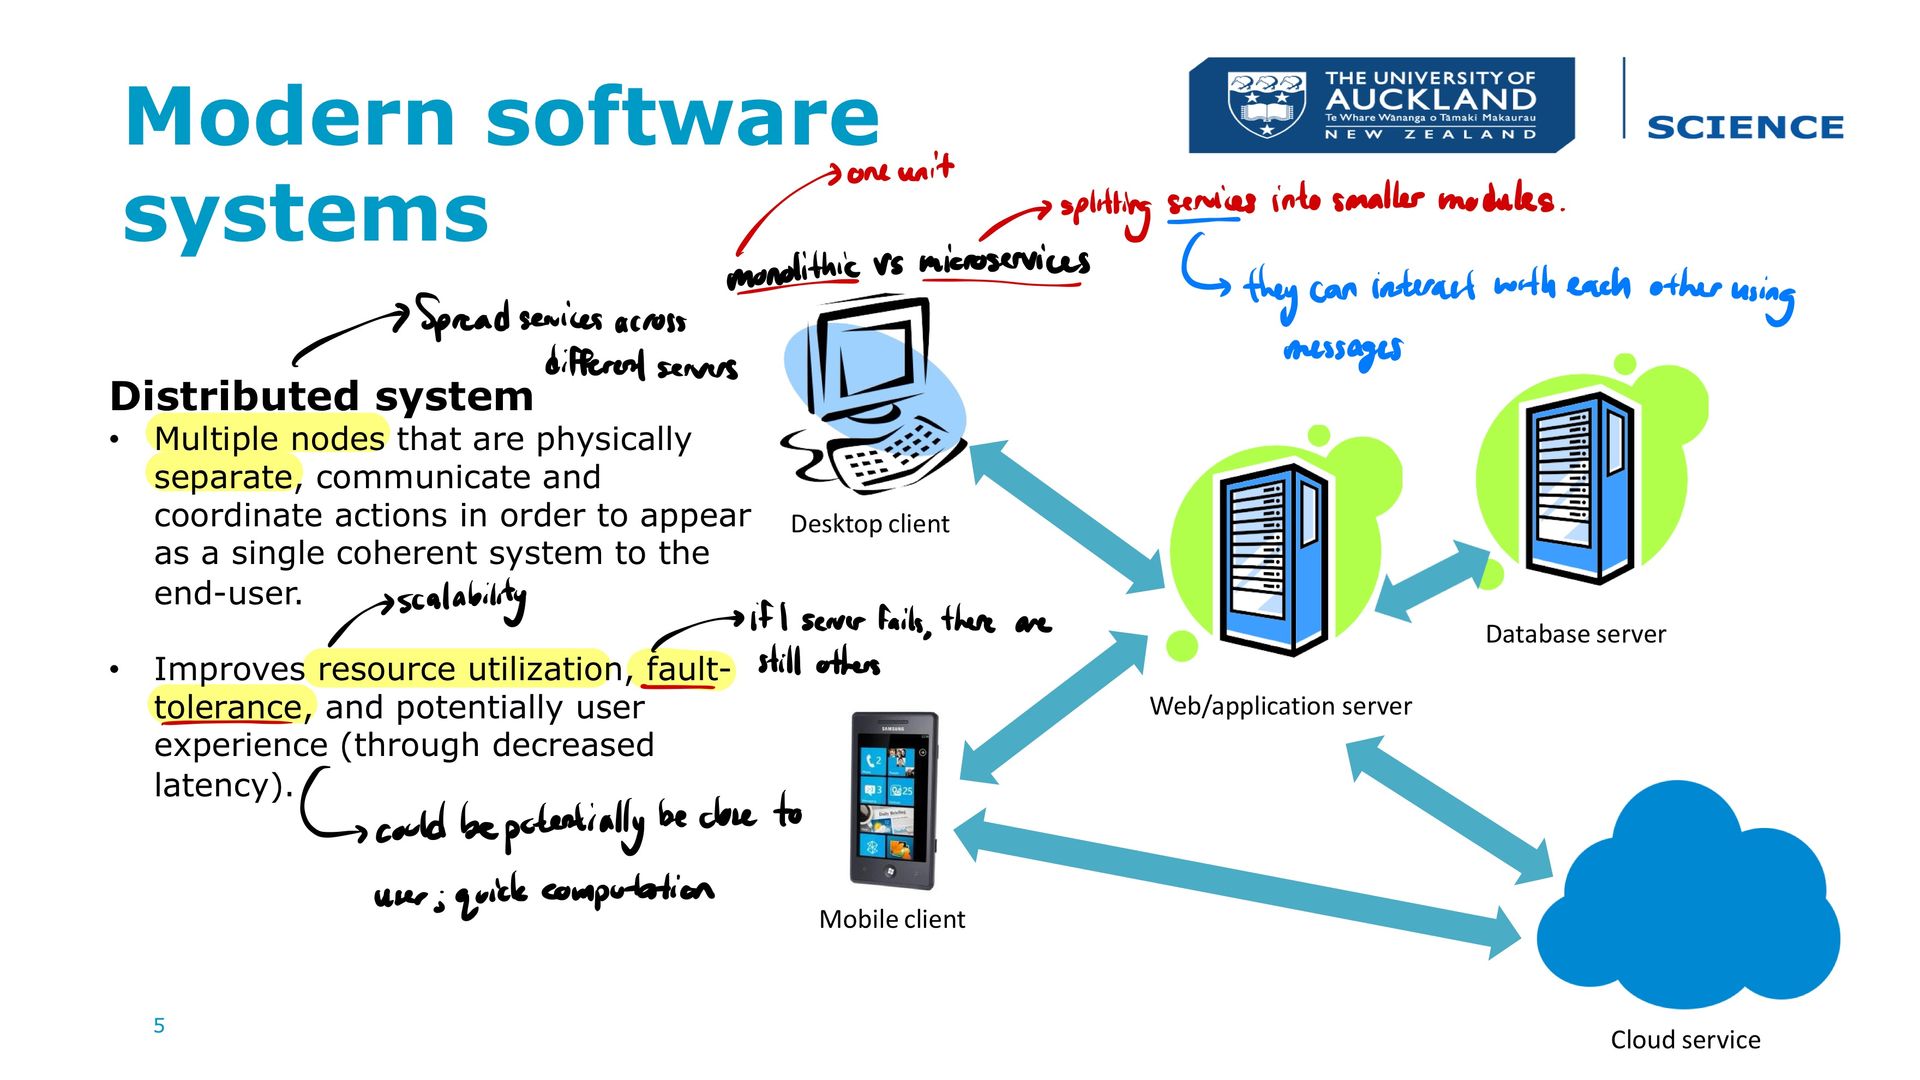 Modern software
systems
THE UNIVERSITY OF
AUCKLAND
Te Whare Wānanga o Tāmaki Makaurau
NEW ZEALAND
SCIENCE
one unit
splitting services into smaller modules.
monolithic vs microservices
they can interact with each other using
messages
Spread services across
different servers
Distributed system
• Multiple nodes that are physically
separate, communicate and
coordinate actions in order to appear
as a single coherent system to the
end-user.
scalability
if 1 server fails, there are
still others
• Improves resource utilization, fault-
tolerance, and potentially user
experience (through decreased
latency).
could be potentially be close to
user; quick computation
Desktop client
Database server
Web/application server
SAMSUNG
2
3
25
Mobile client
Cloud service
5